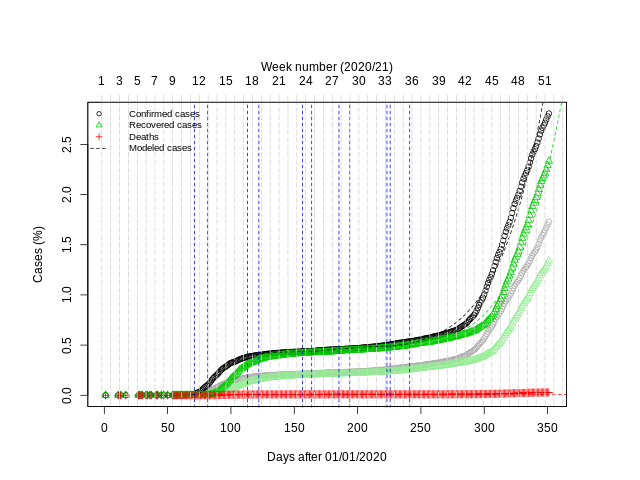 Week number (2020/21)
1 3 5 7 9 12 15 18 21 24 27 30 33 36 39 42 45 48 51
Confirmed cases
Recovered cases
Deaths
Modeled cases
Cases (%)
2.5
2.0
1.5
1.0
0.5
0.0
0 50 100 150 200 250 300 350
Days after 01/01/2020